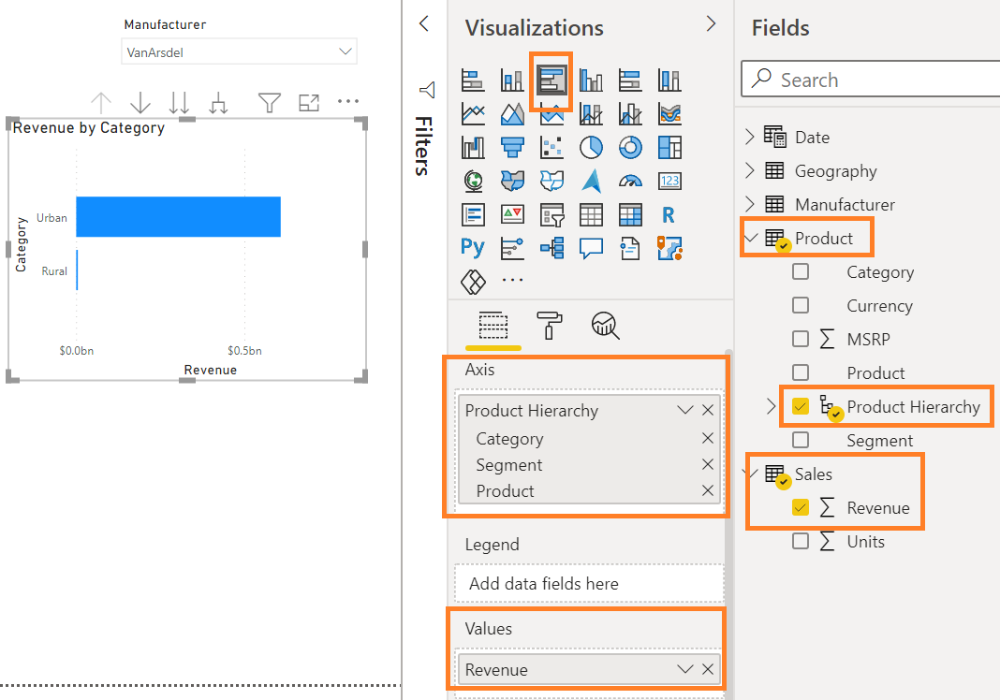 Manufacturer
VanArsdel
Revenue by Category
Category
Urban
Rural
$0.0bn
$0.5bn
Revenue
Filters
Visualizations
123
R
Py
Axis
Product Hierarchy
Category
Segment
Product
Legend
Add data fields here
Values
Revenue
Fields
Search
Date
Geography
Manufacturer
Product
Category
Currency
∑ MSRP
Product
Product Hierarchy
Segment
Sales
∑ Revenue
∑ Units